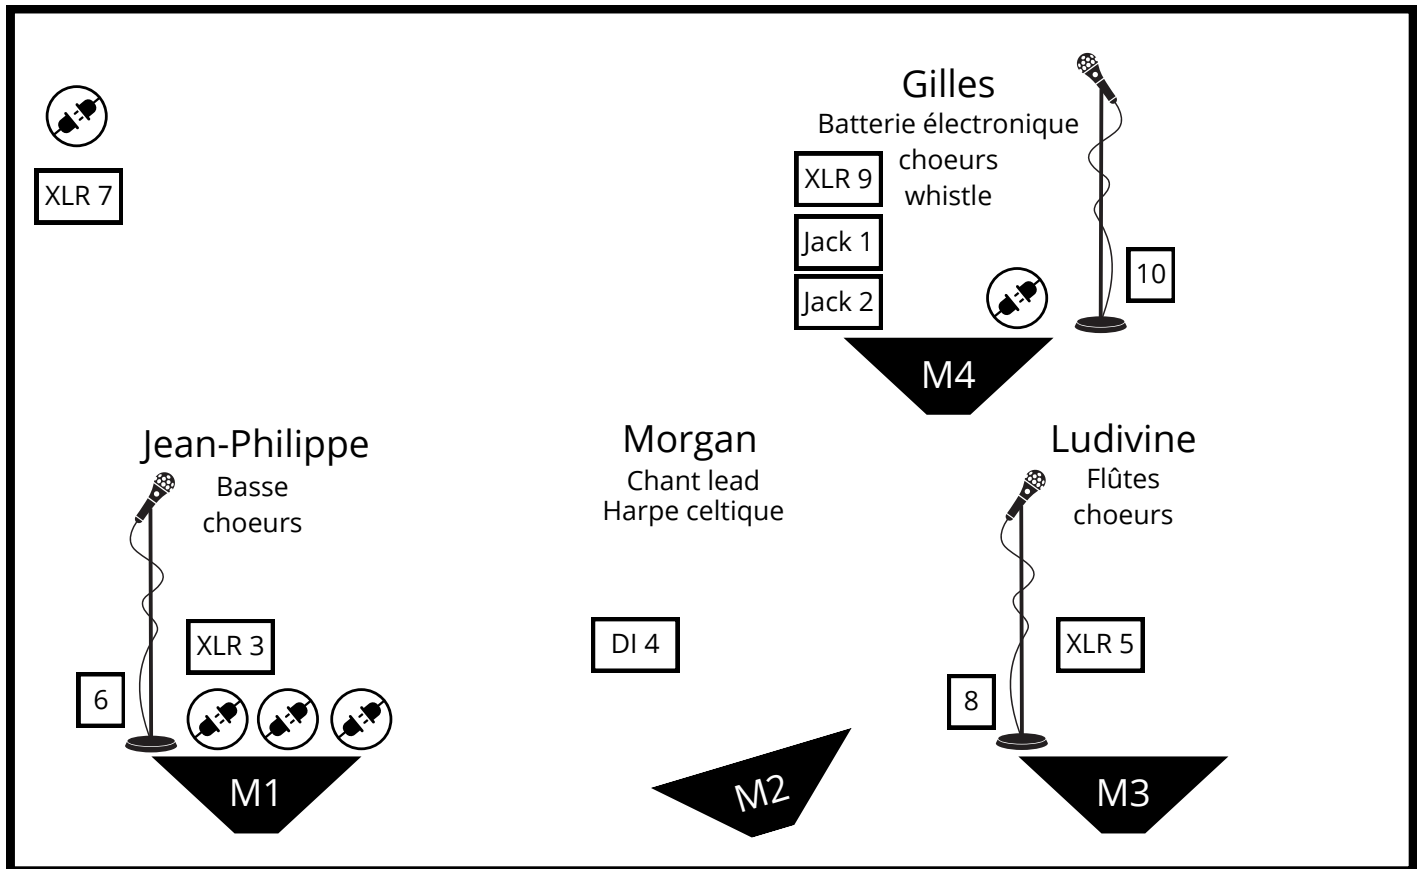 XLR 7
Gilles
Batterie électronique
choeurs
whistle
XLR 9
Jack 1
Jack 2
10
M4
Jean-Philippe
Basse
choeurs
XLR 3
6
M1
Morgan
Chant lead
Harpe celtique
DI 4
M2
Ludivine
Flûtes
choeurs
XLR 5
8
M3